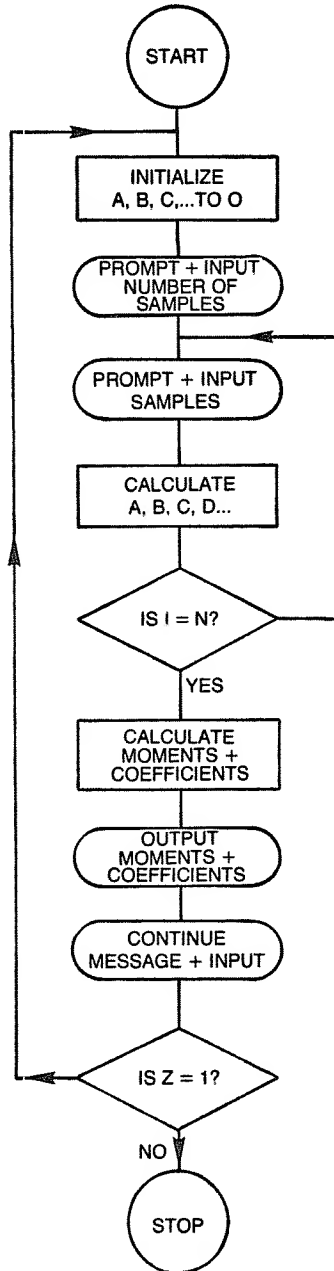 START
INITIALIZE
A, B, C,...TO O
PROMPT + INPUT
NUMBER OF
SAMPLES
PROMPT + INPUT
SAMPLES
CALCULATE
A, B, C, D...
IS I = N?
YES
CALCULATE
MOMENTS +
COEFFICIENTS
OUTPUT
MOMENTS +
COEFFICIENTS
CONTINUE
MESSAGE + INPUT
IS Z = 1?
NO
STOP